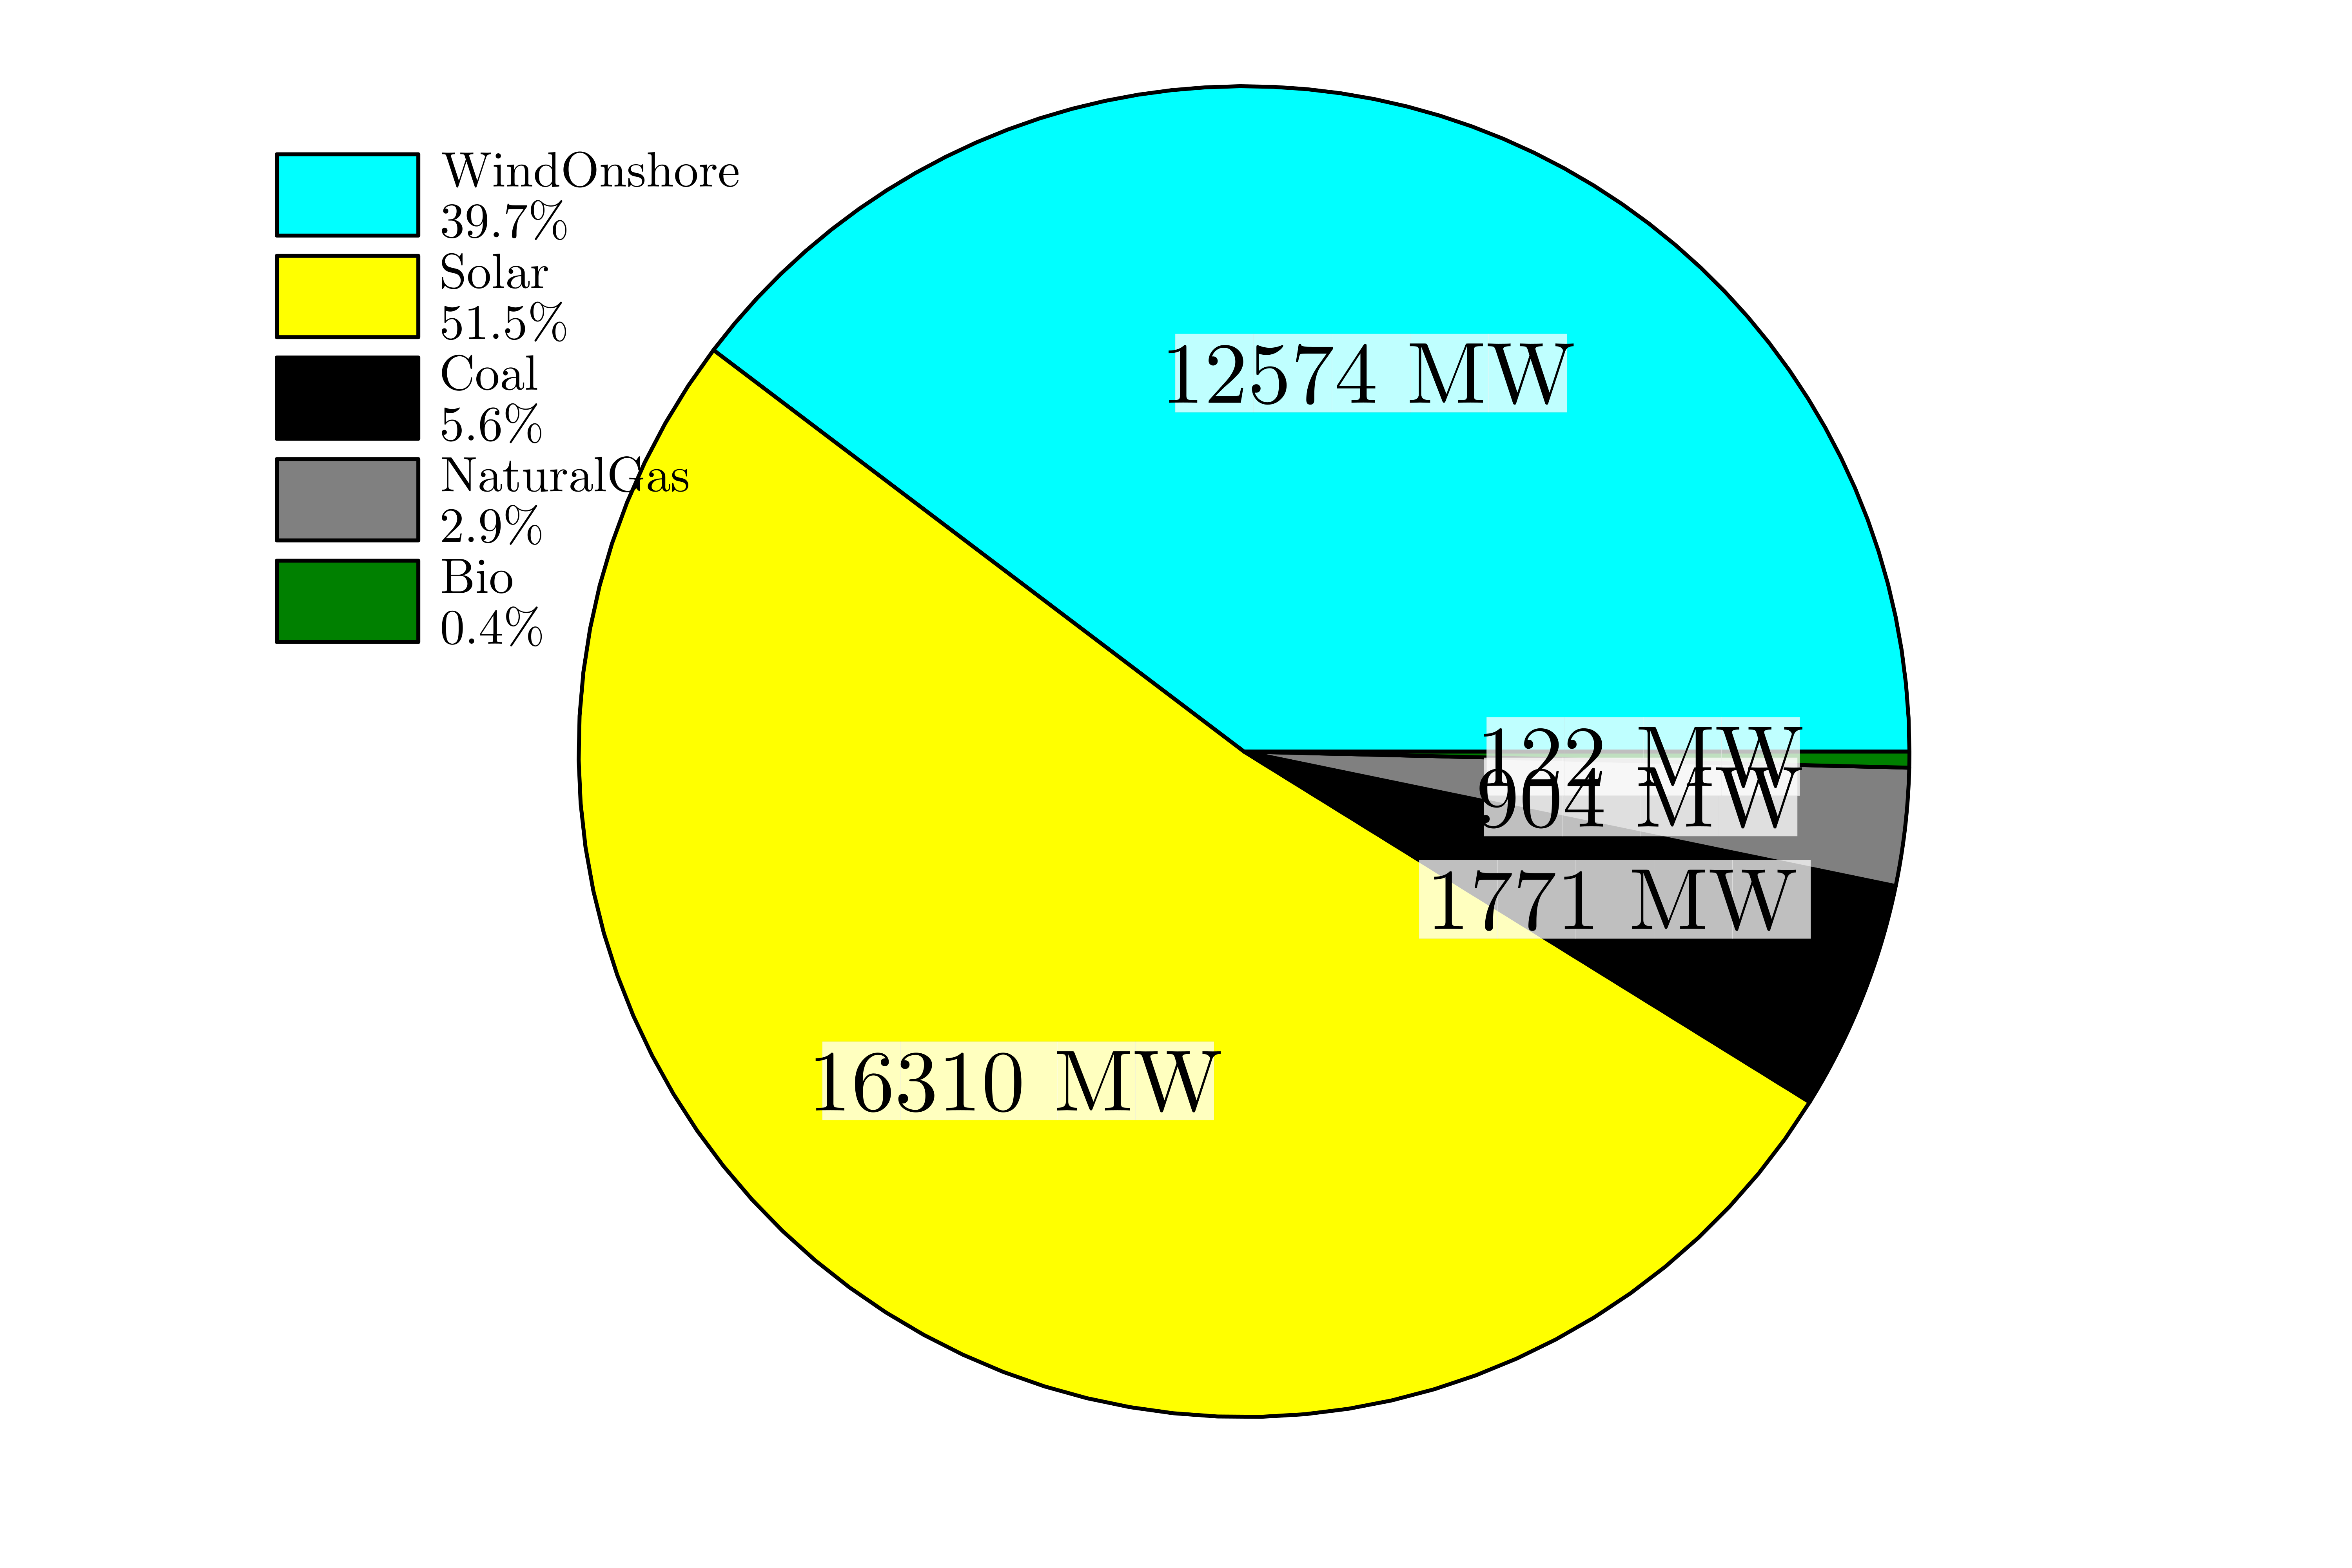 WindOnshore
39.7%
Solar
51.5%
Coal
5.6%
NaturalGas
2.9%
Bio
0.4%
12574 MW
122 MW
904 MW
1771 MW
16310 MW